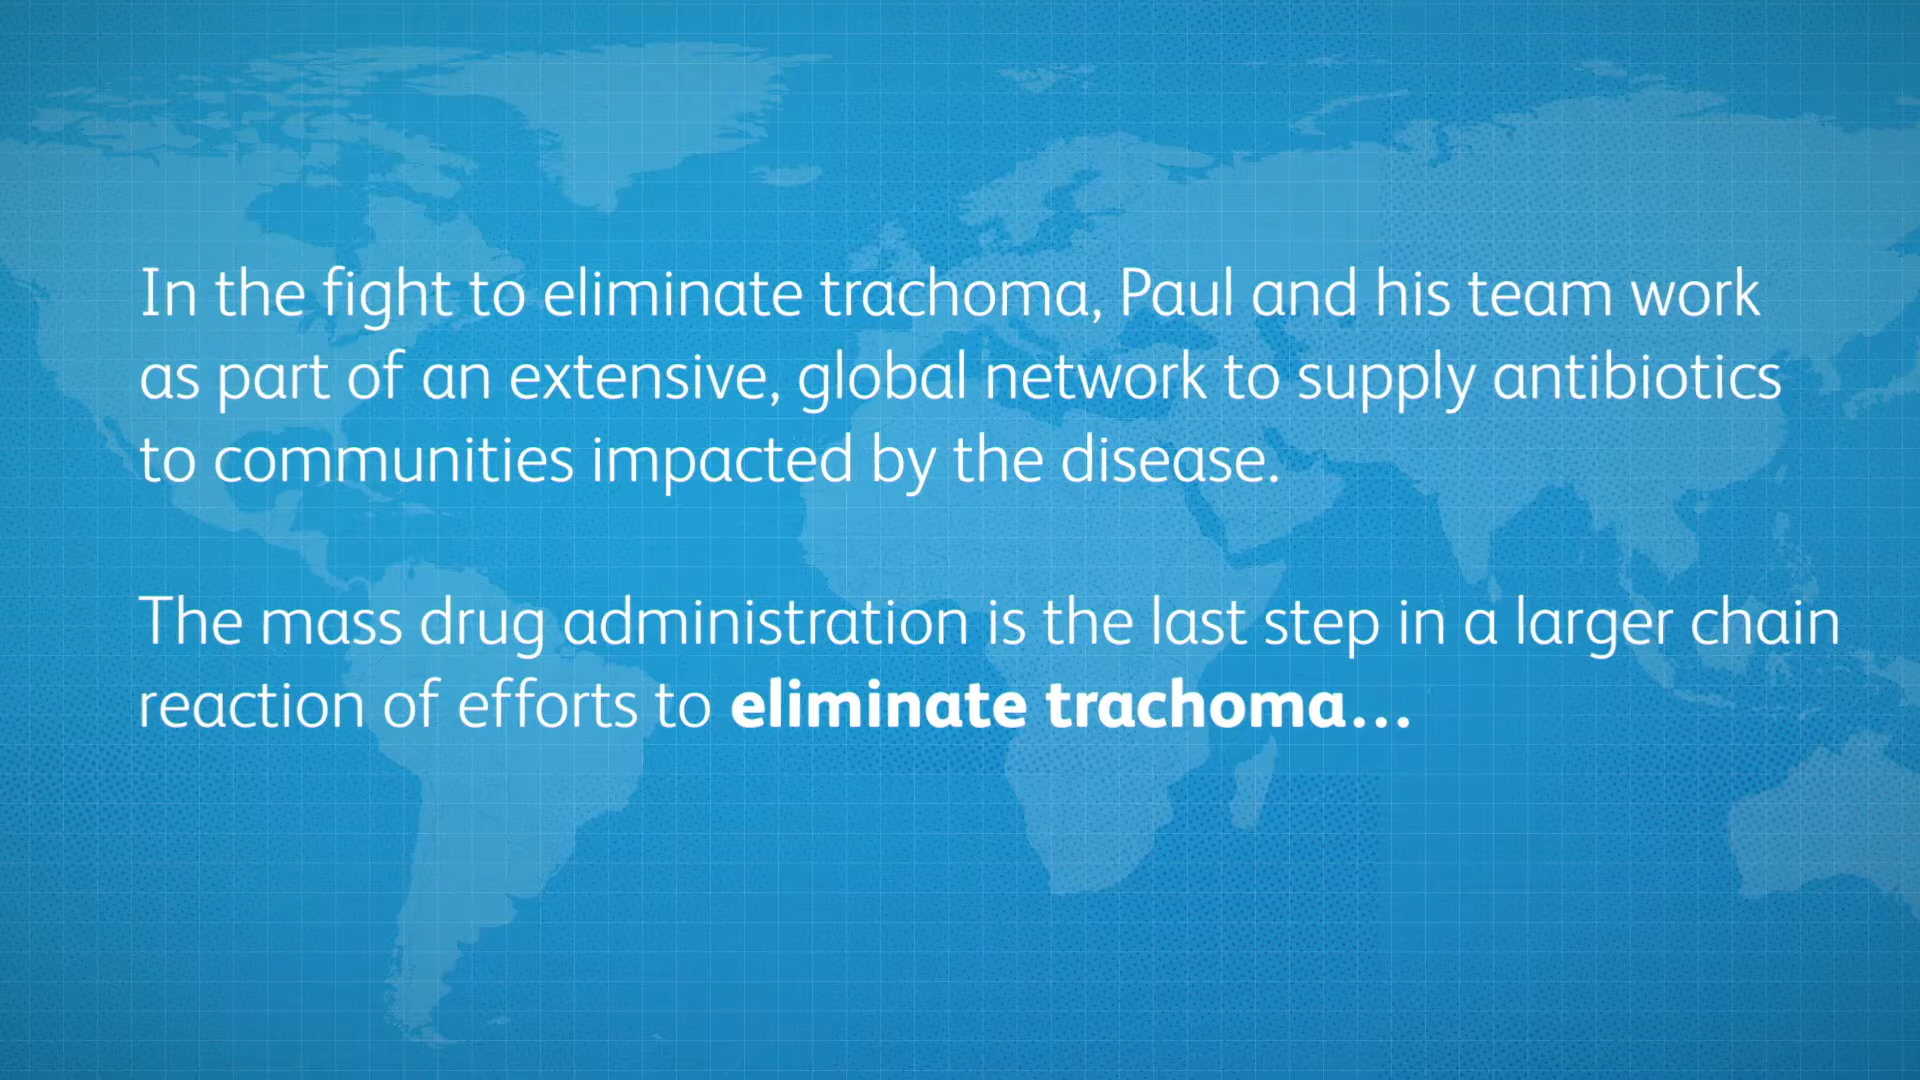 In the fight to eliminate trachoma, Paul and his team work
as part of an extensive, global network to supply antibiotics
to communities impacted by the disease.
The mass drug administration is the last step in a larger chain
reaction of efforts to eliminate trachoma...